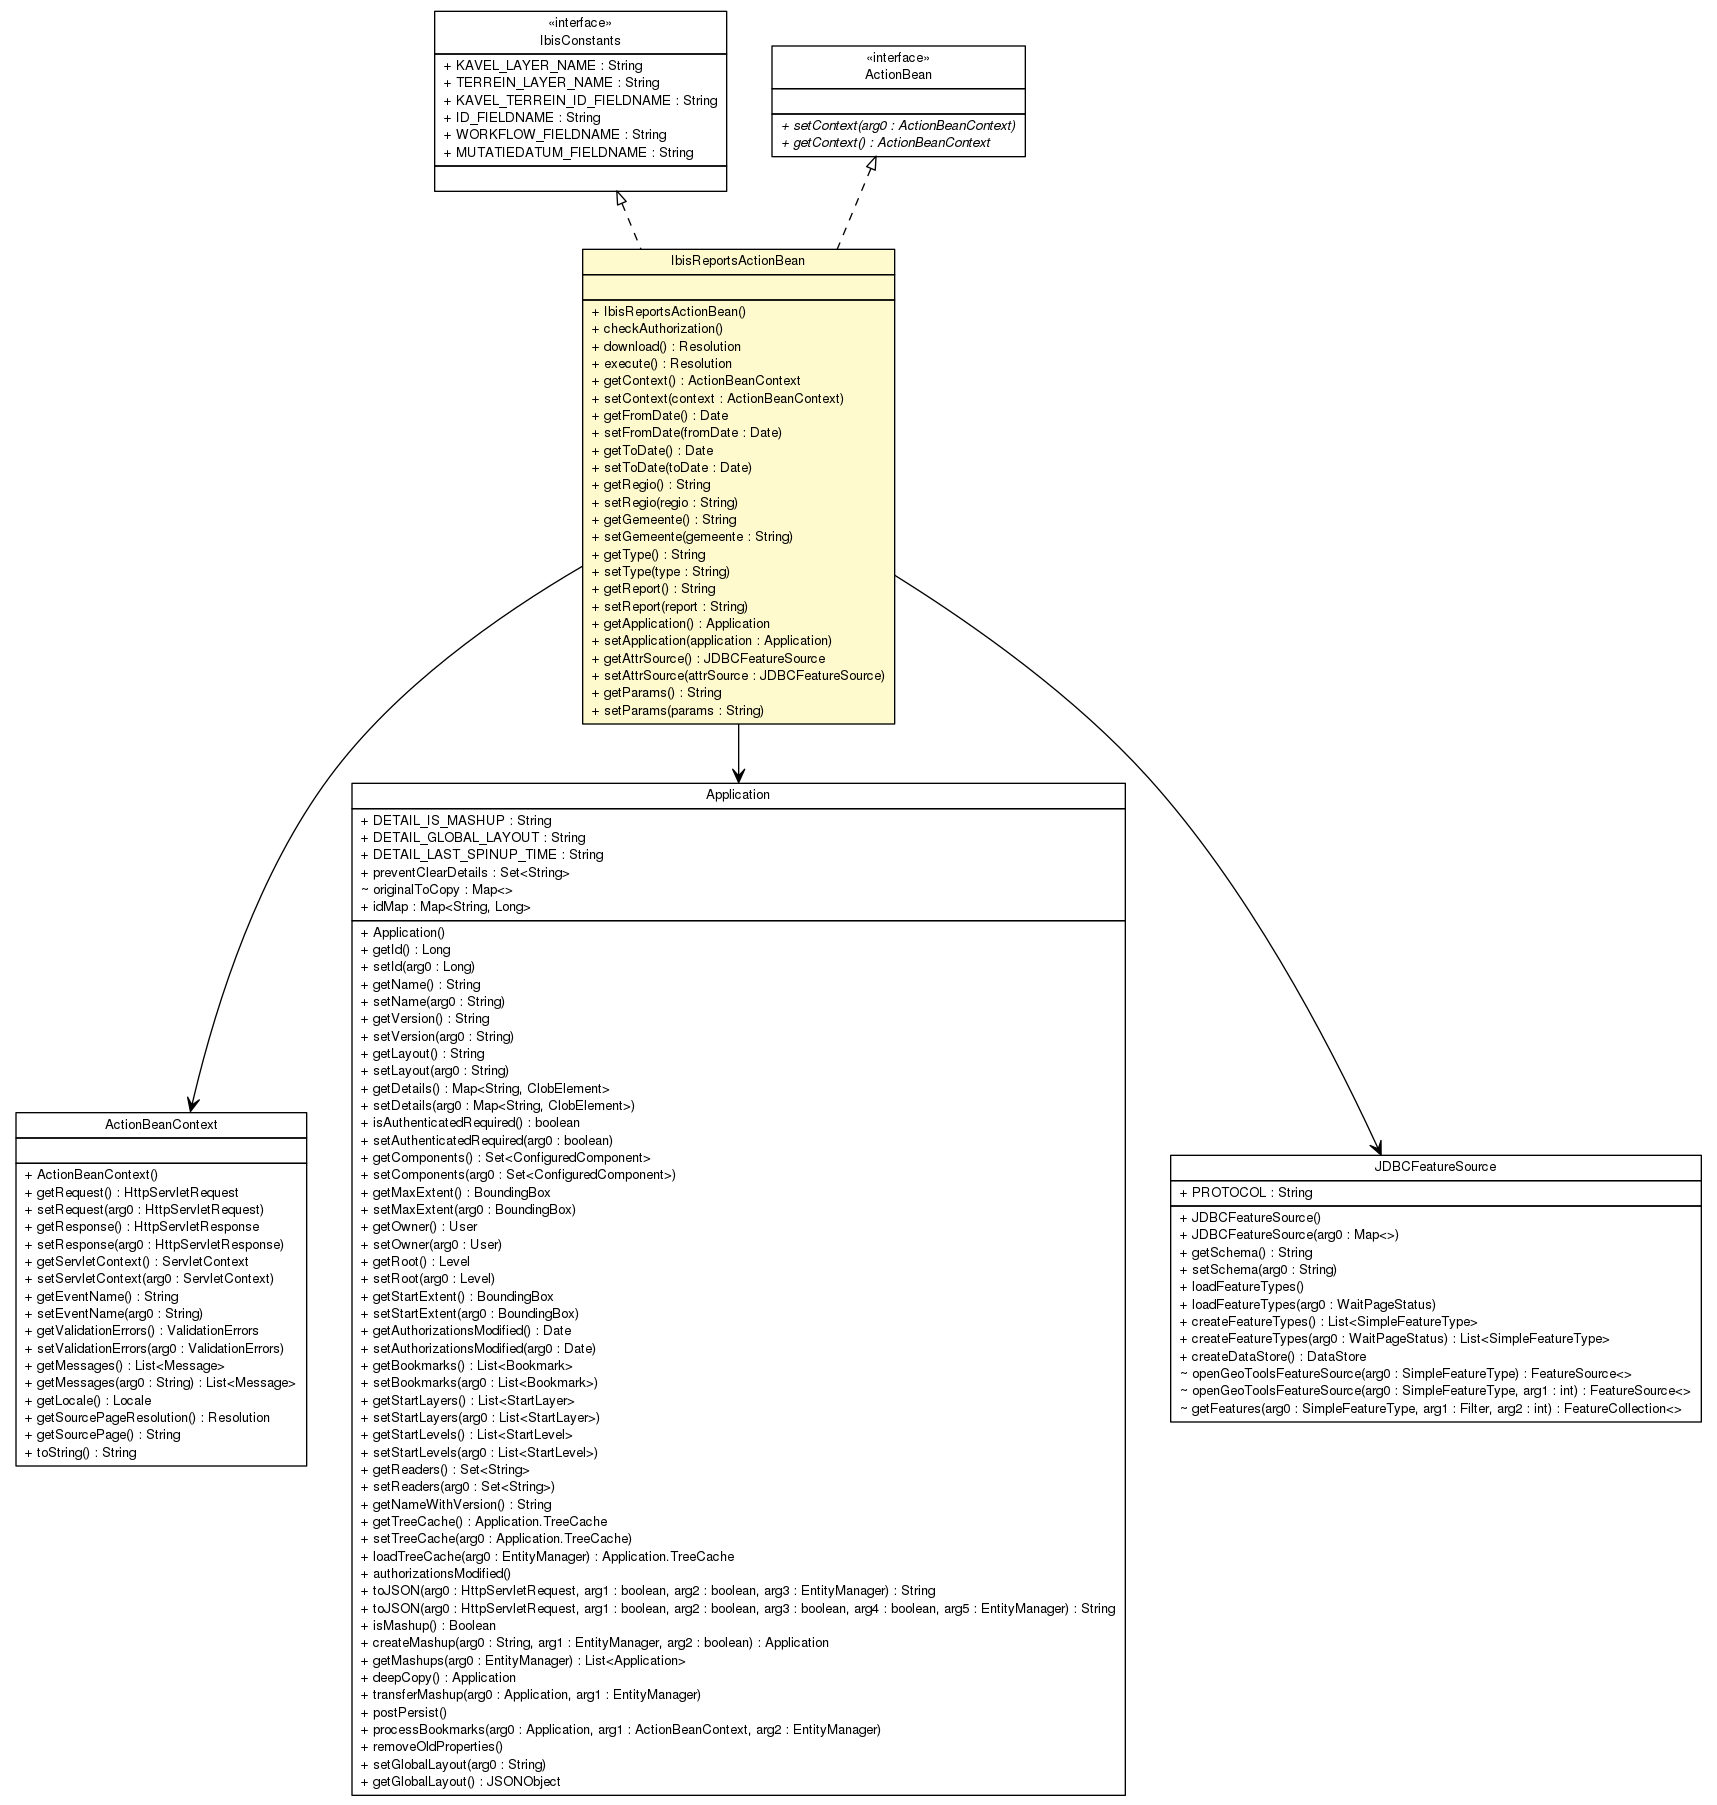 «interface»
IbisConstants
+ KAVEL_LAYER_NAME : String
+ TERREIN_LAYER_NAME : String
+ KAVEL_TERREIN_ID_FIELDNAME : String
+ ID_FIELDNAME : String
+ WORKFLOW_FIELDNAME : String
+ MUTATIEDATUM_FIELDNAME : String
«interface»
ActionBean
+ setContext(arg0 : ActionBeanContext)
+ getContext() : ActionBeanContext
IbisReportsActionBean
+ IbisReportsActionBean()
+ checkAuthorization()
+ download() : Resolution
+ execute() : Resolution
+ getContext() : ActionBeanContext
+ setContext(context : ActionBeanContext)
+ getFromDate() : Date
+ setFromDate(fromDate : Date)
+ getToDate() : Date
+ setToDate(toDate : Date)
+ getRegio() : String
+ setRegio(regio : String)
+ getGemeente() : String
+ setGemeente(gemeente : String)
+ getType() : String
+ setType(type : String)
+ getReport() : String
+ setReport(report : String)
+ getApplication() : Application
+ setApplication(application : Application)
+ getAttrSource() : JDBCFeatureSource
+ setAttrSource(attrSource : JDBCFeatureSource)
+ getParams() : String
+ setParams(params : String)
Application
+ DETAIL_IS_MASHUP : String
+ DETAIL_GLOBAL_LAYOUT : String
+ DETAIL_LAST_SPINUP_TIME : String
+ preventClearDetails : Set<String>
~ originalToCopy : Map<>
+ idMap : Map<String, Long>
+ Application()
+ getId() : Long
+ setId(arg0 : Long)
+ getName() : String
+ setName(arg0 : String)
+ getVersion() : String
+ setVersion(arg0 : String)
+ getLayout() : String
+ setLayout(arg0 : String)
+ getDetails() : Map<String, ClobElement>
+ setDetails(arg0 : Map<String, ClobElement>)
+ isAuthenticatedRequired() : boolean
+ setAuthenticatedRequired(arg0 : boolean)
+ getComponents() : Set<ConfiguredComponent>
+ setComponents(arg0 : Set<ConfiguredComponent>)
+ getMaxExtent() : BoundingBox
+ setMaxExtent(arg0 : BoundingBox)
+ getOwner() : User
+ setOwner(arg0 : User)
+ getRoot() : Level
+ setRoot(arg0 : Level)
+ getStartExtent() : BoundingBox
+ setStartExtent(arg0 : BoundingBox)
+ getAuthorizationsModified() : Date
+ setAuthorizationsModified(arg0 : Date)
+ getBookmarks() : List<Bookmark>
+ setBookmarks(arg0 : List<Bookmark>)
+ getStartLayers() : List<StartLayer>
+ setStartLayers(arg0 : List<StartLayer>)
+ getStartLevels() : List<StartLevel>
+ setStartLevels(arg0 : List<StartLevel>)
+ getReaders() : Set<String>
+ setReaders(arg0 : Set<String>)
+ getNameWithVersion() : String
+ getTreeCache() : Application.TreeCache
+ setTreeCache(arg0 : Application.TreeCache)
+ loadTreeCache(arg0 : EntityManager) : Application.TreeCache
+ authorizationsModified()
+ toJSON(arg0 : HttpServletRequest, arg1 : boolean, arg2 : boolean, arg3 : EntityManager) : String
+ toJSON(arg0 : HttpServletRequest, arg1 : boolean, arg2 : boolean, arg3 : boolean, arg4 : boolean, arg5 : EntityManager) : String
+ isMashup() : Boolean
+ createMashup(arg0 : String, arg1 : EntityManager, arg2 : boolean) : Application
+ getMashups(arg0 : EntityManager) : List<Application>
+ deepCopy() : Application
+ transferMashup(arg0 : Application, arg1 : EntityManager)
+ postPersist()
+ processBookmarks(arg0 : Application, arg1 : ActionBeanContext, arg2 : EntityManager)
+ removeOldProperties()
+ setGlobalLayout(arg0 : String)
+ getGlobalLayout() : JSONObject
ActionBeanContext
+ ActionBeanContext()
+ getRequest() : HttpServletRequest
+ setRequest(arg0 : HttpServletRequest)
+ getResponse() : HttpServletResponse
+ setResponse(arg0 : HttpServletResponse)
+ getServletContext() : ServletContext
+ setServletContext(arg0 : ServletContext)
+ getEventName() : String
+ setEventName(arg0 : String)
+ getValidationErrors() : ValidationErrors
+ setValidationErrors(arg0 : ValidationErrors)
+ getMessages() : List<Message>
+ getMessages(arg0 : String) : List<Message>
+ getLocale() : Locale
+ getSourcePageResolution() : Resolution
+ getSourcePage() : String
+ toString() : String
JDBCFeatureSource
+ PROTOCOL : String
+ JDBCFeatureSource()
+ JDBCFeatureSource(arg0 : Map<>)
+ getSchema() : String
+ setSchema(arg0 : String)
+ loadFeatureTypes()
+ loadFeatureTypes(arg0 : WaitPageStatus)
+ createFeatureTypes() : List<SimpleFeatureType>
+ createFeatureTypes(arg0 : WaitPageStatus) : List<SimpleFeatureType>
+ createDataStore() : DataStore
~ openGeoToolsFeatureSource(arg0 : SimpleFeatureType) : FeatureSource<>
~ openGeoToolsFeatureSource(arg0 : SimpleFeatureType, arg1 : int) : FeatureSource<>
~ getFeatures(arg0 : SimpleFeatureType, arg1 : Filter, arg2 : int) : FeatureCollection<>